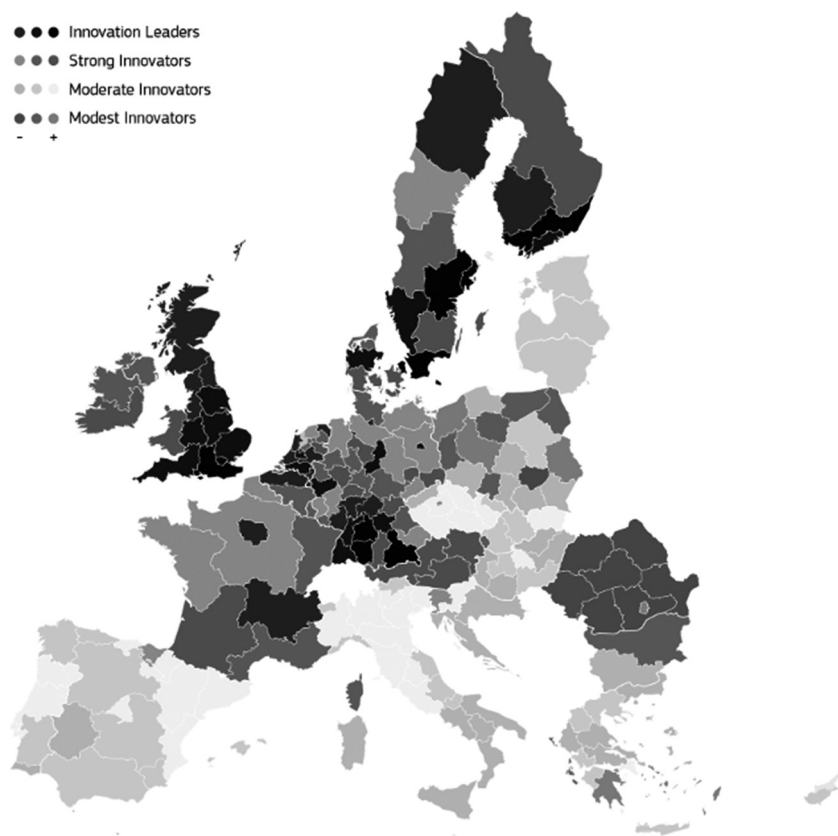 Innovation Leaders
Strong Innovators
Moderate Innovators
Modest Innovators
- +